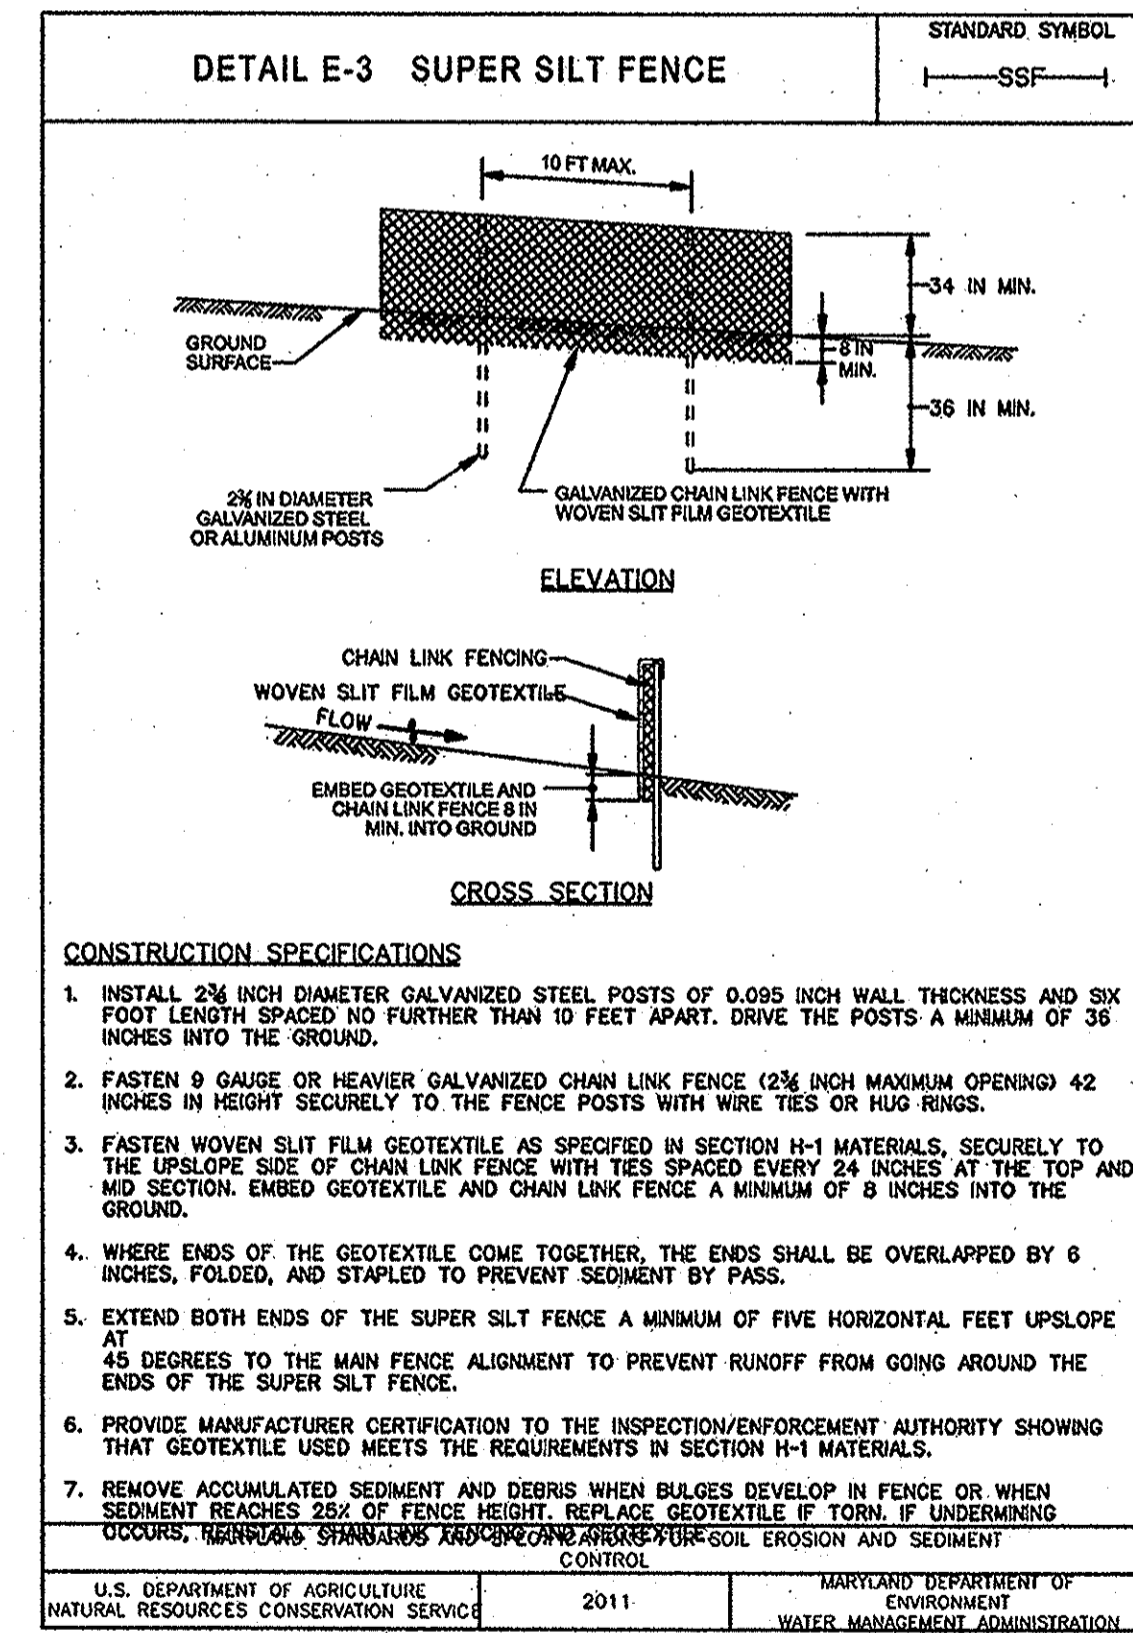 DETAIL E-3 SUPER SILT FENCE
STANDARD SYMBOL
SSF
10 FT MAX.
34 IN MIN.
GROUND
SURFACE
8 IN
MIN.
36 IN MIN.
2⅜ IN DIAMETER
GALVANIZED STEEL
OR ALUMINUM POSTS
GALVANIZED CHAIN LINK FENCE WITH
WOVEN SLIT FILM GEOTEXTILE
ELEVATION
CHAIN LINK FENCING
WOVEN SLIT FILM GEOTEXTILE
FLOW
EMBED GEOTEXTILE AND
CHAIN LINK FENCE 8 IN
MIN. INTO GROUND
CROSS SECTION
CONSTRUCTION SPECIFICATIONS
1. INSTALL 2⅜ INCH DIAMETER GALVANIZED STEEL POSTS OF 0.095 INCH WALL THICKNESS AND SIX
FOOT LENGTH SPACED NO FURTHER THAN 10 FEET APART. DRIVE THE POSTS A MINIMUM OF 36
INCHES INTO THE GROUND.
2. FASTEN 9 GAUGE OR HEAVIER GALVANIZED CHAIN LINK FENCE (2⅜ INCH MAXIMUM OPENING) 42
INCHES IN HEIGHT SECURELY TO THE FENCE POSTS WITH WIRE TIES OR HUG RINGS.
3. FASTEN WOVEN SLIT FILM GEOTEXTILE AS SPECIFIED IN SECTION H-1 MATERIALS, SECURELY TO
THE UPSLOPE SIDE OF CHAIN LINK FENCE WITH TIES SPACED EVERY 24 INCHES AT THE TOP AND
MID SECTION. EMBED GEOTEXTILE AND CHAIN LINK FENCE A MINIMUM OF 8 INCHES INTO THE
GROUND.
4. WHERE ENDS OF THE GEOTEXTILE COME TOGETHER, THE ENDS SHALL BE OVERLAPPED BY 6
INCHES, FOLDED, AND STAPLED TO PREVENT SEDIMENT BY PASS.
5. EXTEND BOTH ENDS OF THE SUPER SILT FENCE A MINIMUM OF FIVE HORIZONTAL FEET UPSLOPE
AT
45 DEGREES TO THE MAIN FENCE ALIGNMENT TO PREVENT RUNOFF FROM GOING AROUND THE
ENDS OF THE SUPER SILT FENCE.
6. PROVIDE MANUFACTURER CERTIFICATION TO THE INSPECTION/ENFORCEMENT AUTHORITY SHOWING
THAT GEOTEXTILE USED MEETS THE REQUIREMENTS IN SECTION H-1 MATERIALS.
7. REMOVE ACCUMULATED SEDIMENT AND DEBRIS WHEN BULGES DEVELOP IN FENCE OR WHEN
SEDIMENT REACHES 25% OF FENCE HEIGHT. REPLACE GEOTEXTILE IF TORN. IF UNDERMINING
OCCURS, REINSTALL CHAIN LINK FENCING AND GEOTEXTILE.
MARYLAND STANDARDS AND SPECIFICATIONS FOR SOIL EROSION AND SEDIMENT
CONTROL
U.S. DEPARTMENT OF AGRICULTURE
NATURAL RESOURCES CONSERVATION SERVICE
2011
MARYLAND DEPARTMENT OF
ENVIRONMENT
WATER MANAGEMENT ADMINISTRATION